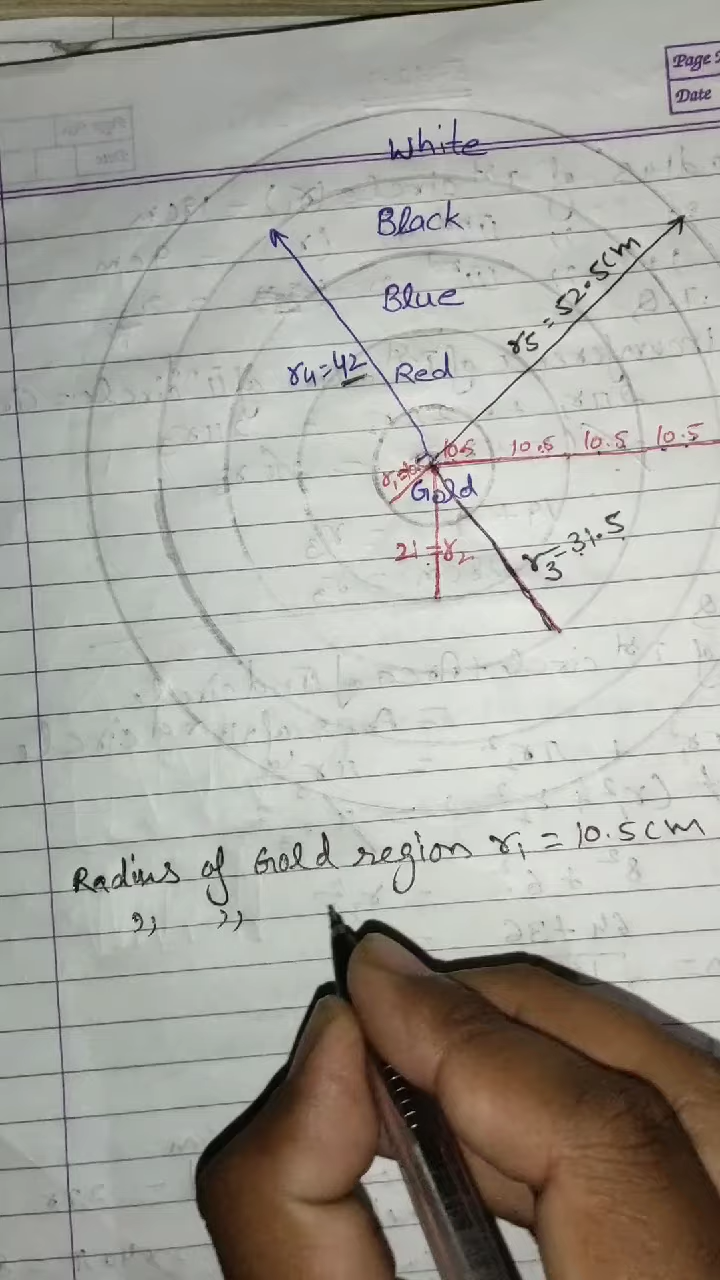 Page
Date
White
Black
Blue
r5 = 52.5cm
r4=42
Red
10.5 10.5 10.5 10.5
Gold
21=r2
r3=31.5
Radius of Gold region r1 = 10.5cm
,, ,,